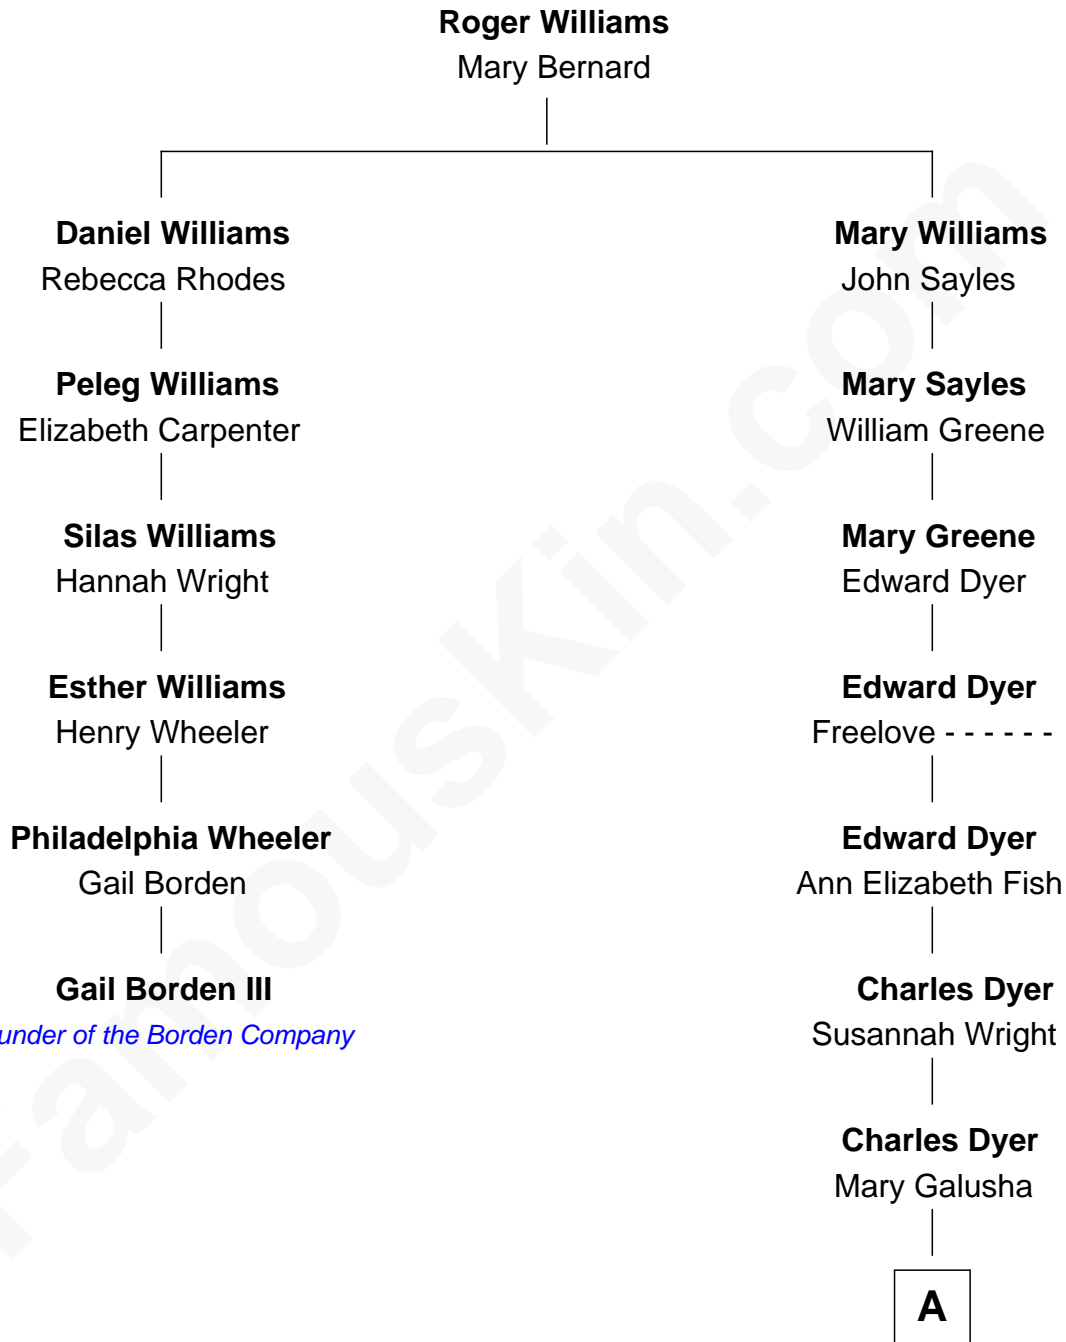 Roger Williams
Mary Bernard
Daniel Williams
Rebecca Rhodes
Peleg Williams
Elizabeth Carpenter
Silas Williams
Hannah Wright
Esther Williams
Henry Wheeler
Philadelphia Wheeler
Gail Borden
Gail Borden III
under of the Borden Company
Mary Williams
John Sayles
Mary Sayles
William Greene
Mary Greene
Edward Dyer
Edward Dyer
Freelove - - - - - -
Edward Dyer
Ann Elizabeth Fish
Charles Dyer
Susannah Wright
Charles Dyer
Mary Galusha
A
FamousKin.com